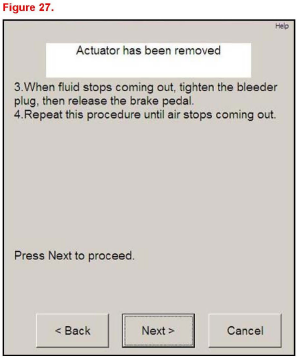 Figure 27.
Help
Actuator has been removed
3.When fluid stops coming out, tighten the bleeder
plug, then release the brake pedal.
4.Repeat this procedure until air stops coming out.
Press Next to proceed.
< Back
Next >
Cancel